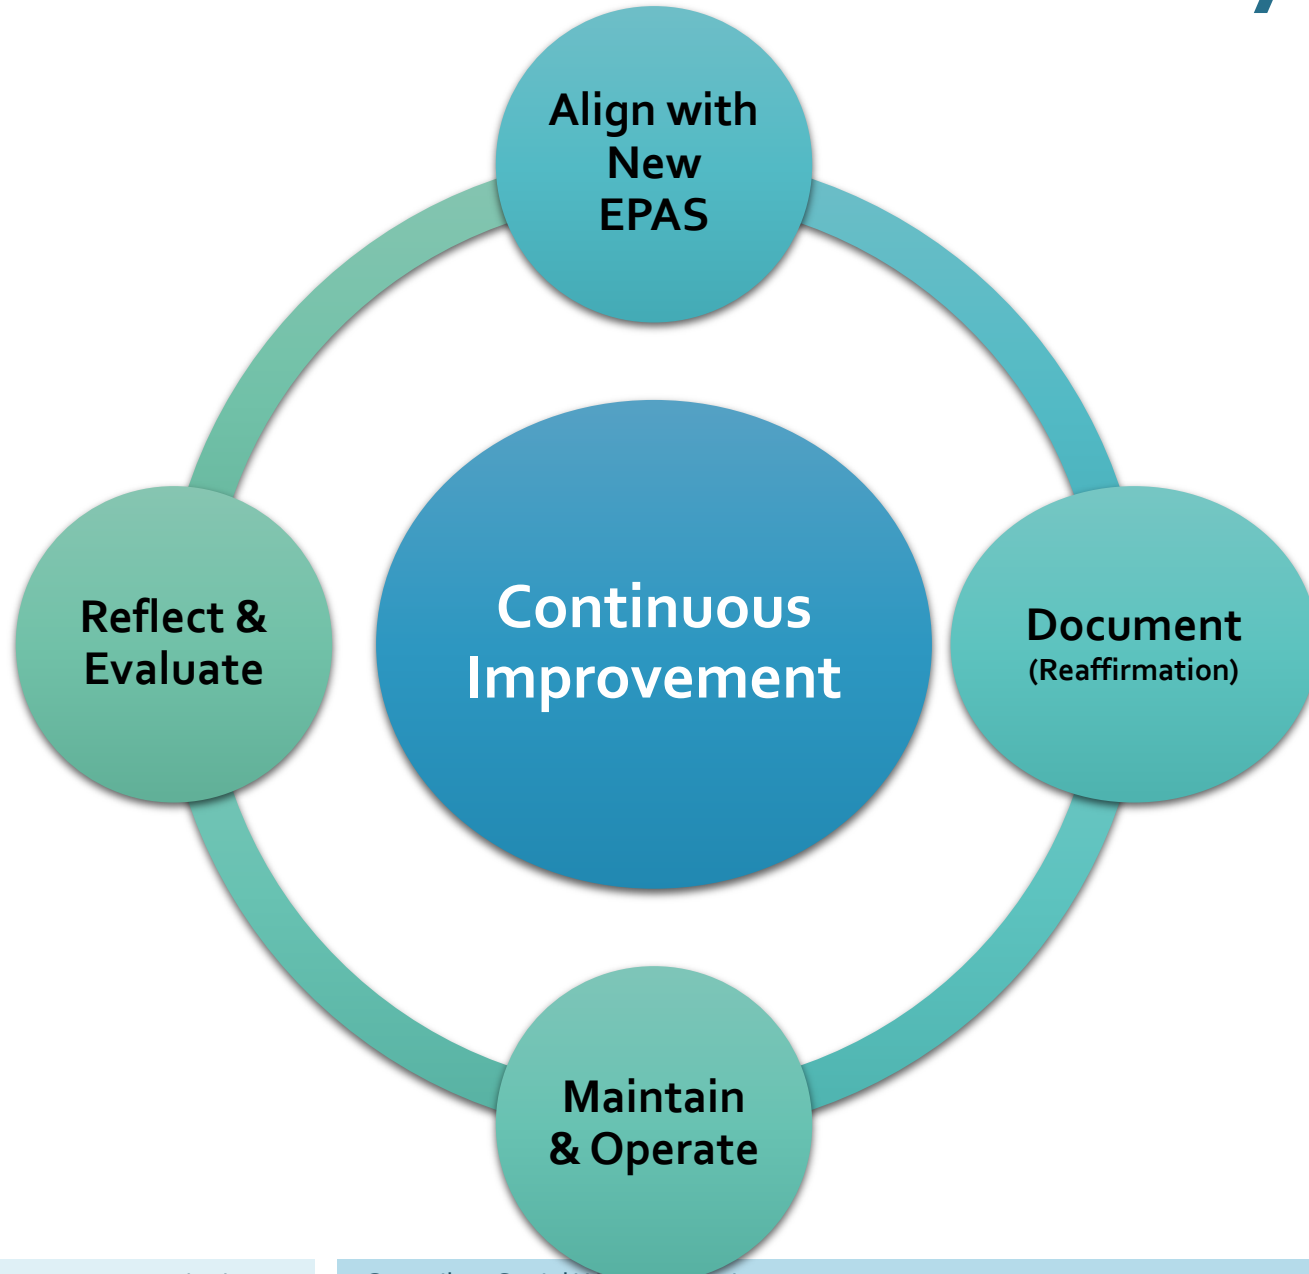 Align with
New
EPAS
Continuous
Improvement
Reflect &
Evaluate
Document
(Reaffirmation)
Maintain
& Operate